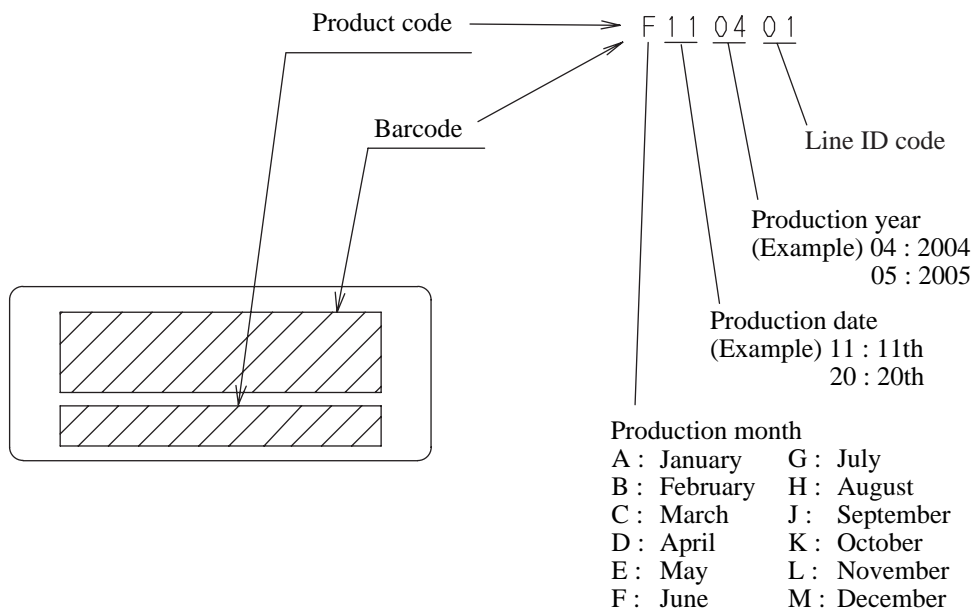 Product code
F 11 04 01
Barcode
Line ID code
Production year
(Example) 04 : 2004
05 : 2005
Production date
(Example) 11 : 11th
20 : 20th
Production month
A : January G : July
B : February H : August
C : March J : September
D : April K : October
E : May L : November
F : June M : December